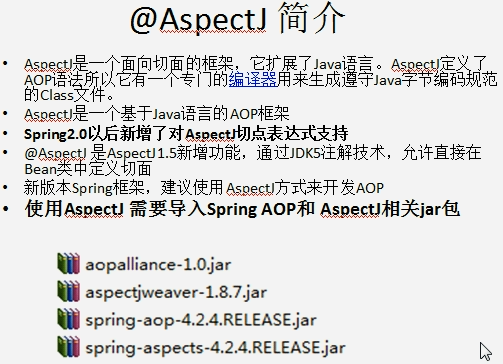 @AspectJ 简介
• AspectJ是一个面向切面的框架，它扩展了Java语言。AspectJ定义了
AOP语法所以它有一个专门的编译器用来生成遵守Java字节编码规范
的Class文件。
• AspectJ是一个基于Java语言的AOP框架
• Spring2.0以后新增了对AspectJ切点表达式支持
• @AspectJ 是AspectJ1.5新增功能，通过JDK5注解技术，允许直接在
Bean类中定义切面
• 新版本Spring框架，建议使用AspectJ方式来开发AOP
• 使用AspectJ 需要导入Spring AOP和 AspectJ相关jar包
aopalliance-1.0.jar
aspectjweaver-1.8.7.jar
spring-aop-4.2.4.RELEASE.jar
spring-aspects-4.2.4.RELEASE.jar